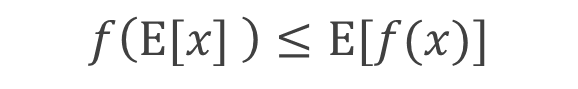 f(E[x]) ≤ E[f(x)]